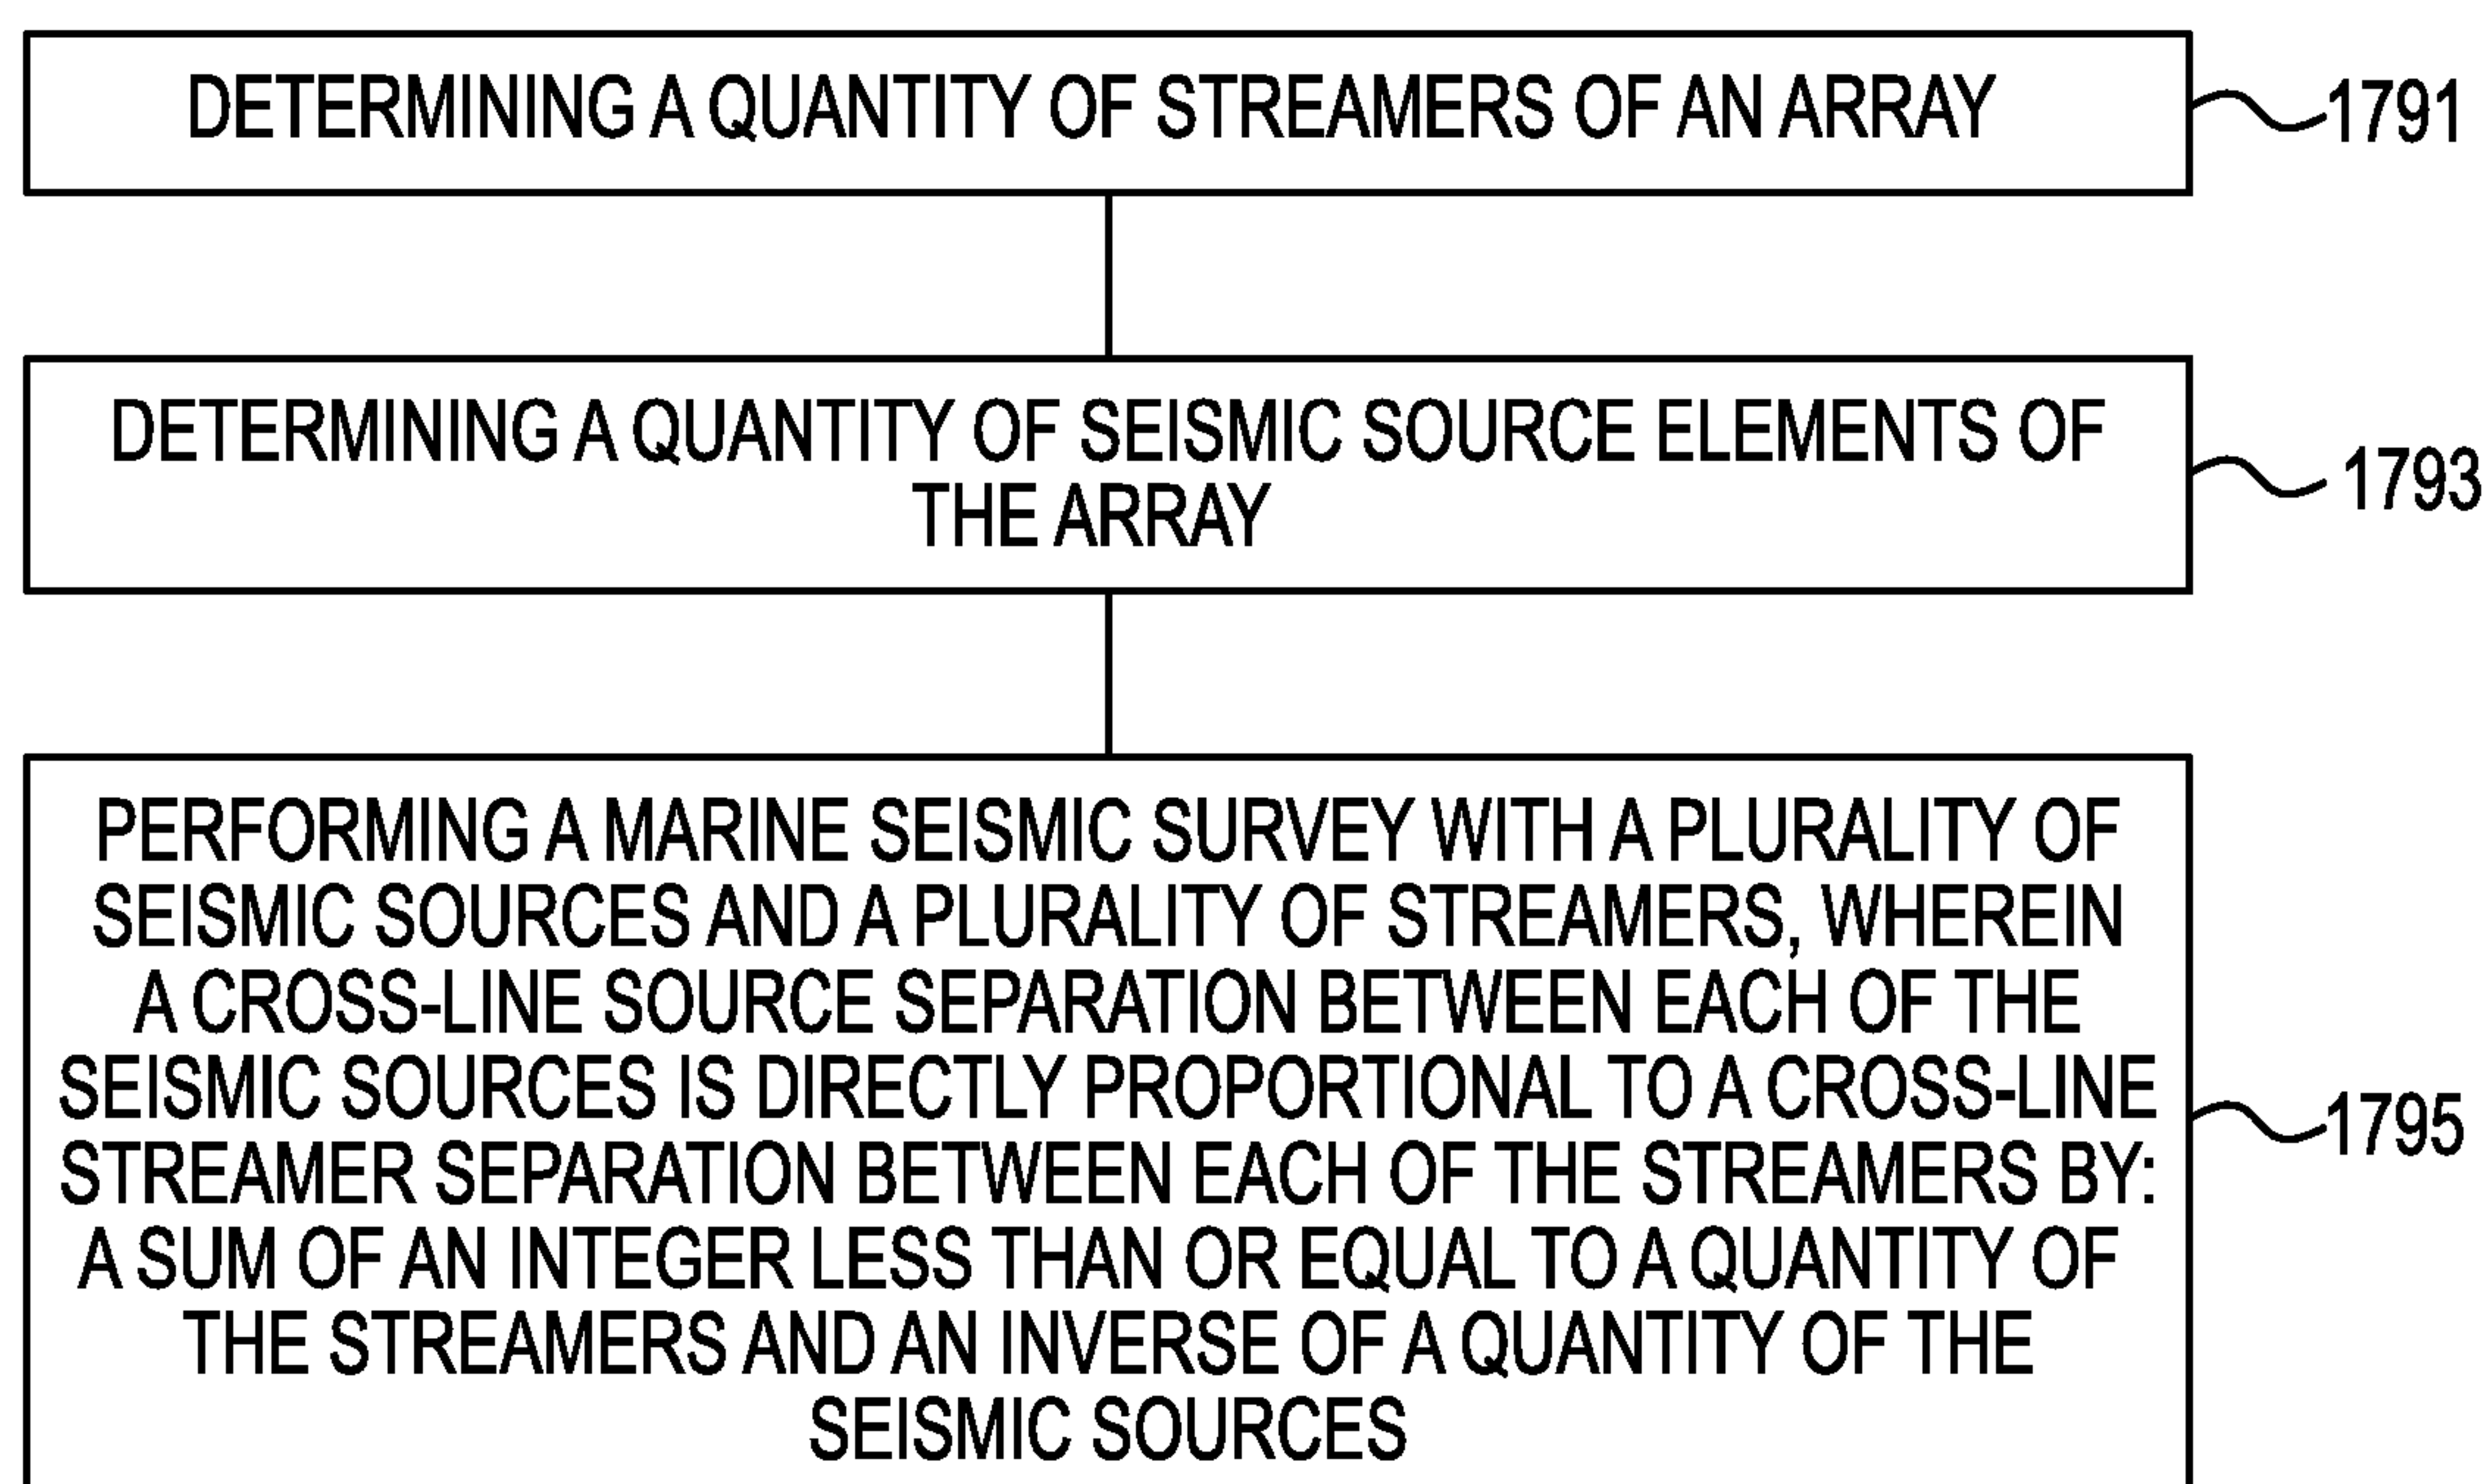 DETERMINING A QUANTITY OF STREAMERS OF AN ARRAY
1791
DETERMINING A QUANTITY OF SEISMIC SOURCE ELEMENTS OF
THE ARRAY
1793
PERFORMING A MARINE SEISMIC SURVEY WITH A PLURALITY OF
SEISMIC SOURCES AND A PLURALITY OF STREAMERS, WHEREIN
A CROSS-LINE SOURCE SEPARATION BETWEEN EACH OF THE
SEISMIC SOURCES IS DIRECTLY PROPORTIONAL TO A CROSS-LINE
STREAMER SEPARATION BETWEEN EACH OF THE STREAMERS BY:
A SUM OF AN INTEGER LESS THAN OR EQUAL TO A QUANTITY OF
THE STREAMERS AND AN INVERSE OF A QUANTITY OF THE
SEISMIC SOURCES
1795